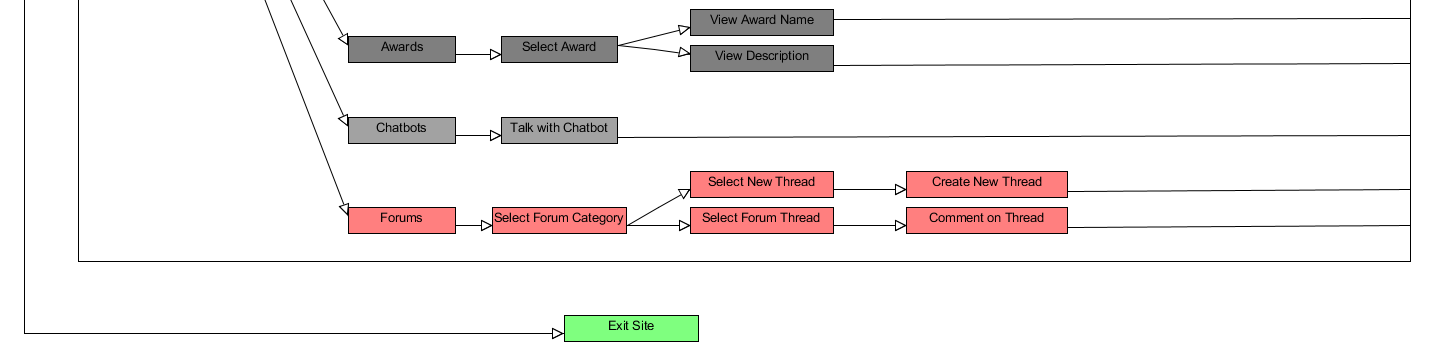 View Award Name
Awards
Select Award
View Description
Chatbots
Talk with Chatbot
Select New Thread
Create New Thread
Forums
Select Forum Category
Select Forum Thread
Comment on Thread
Exit Site